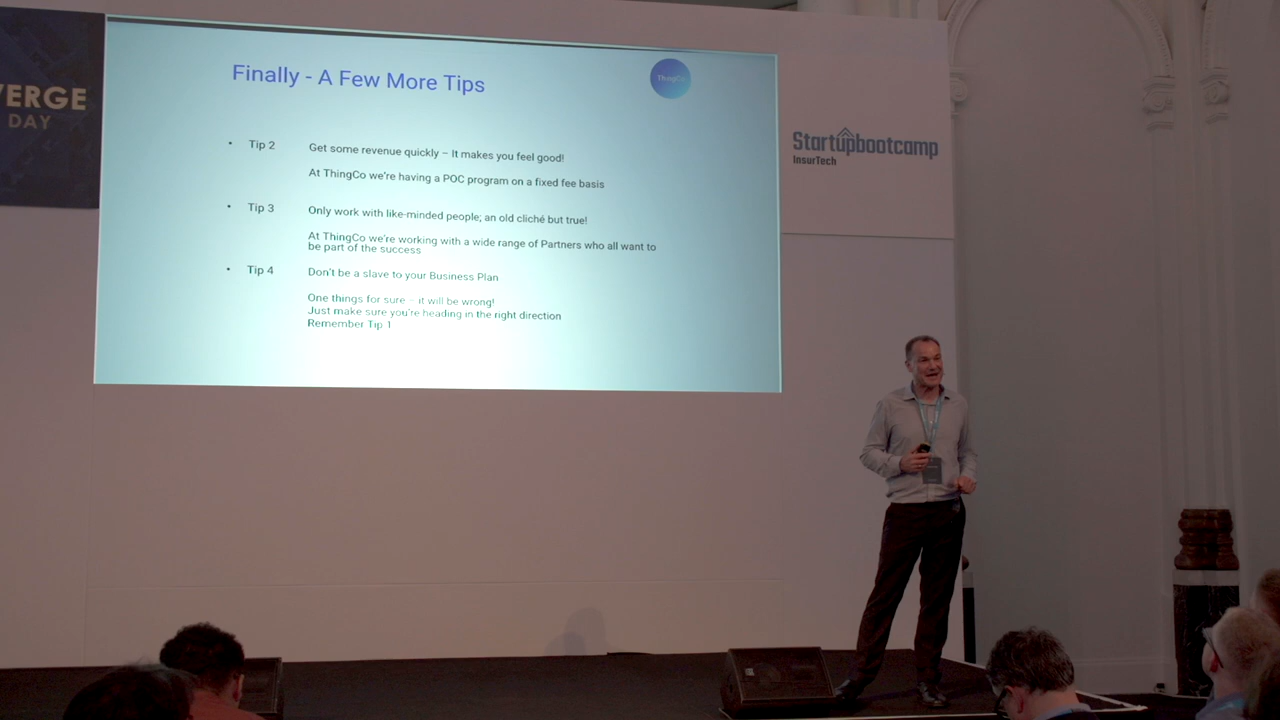 VERGE
DAY
Finally - A Few More Tips
ThingCo
• Tip 2 Get some revenue quickly – It makes you feel good!
At ThingCo we're having a POC program on a fixed fee basis
• Tip 3 Only work with like-minded people; an old cliché but true!
At ThingCo we're working with a wide range of Partners who all want to
be part of the success
• Tip 4 Don't be a slave to your Business Plan
One things for sure – it will be wrong!
Just make sure you're heading in the right direction
Remember Tip 1
Startupbootcamp
InsurTech